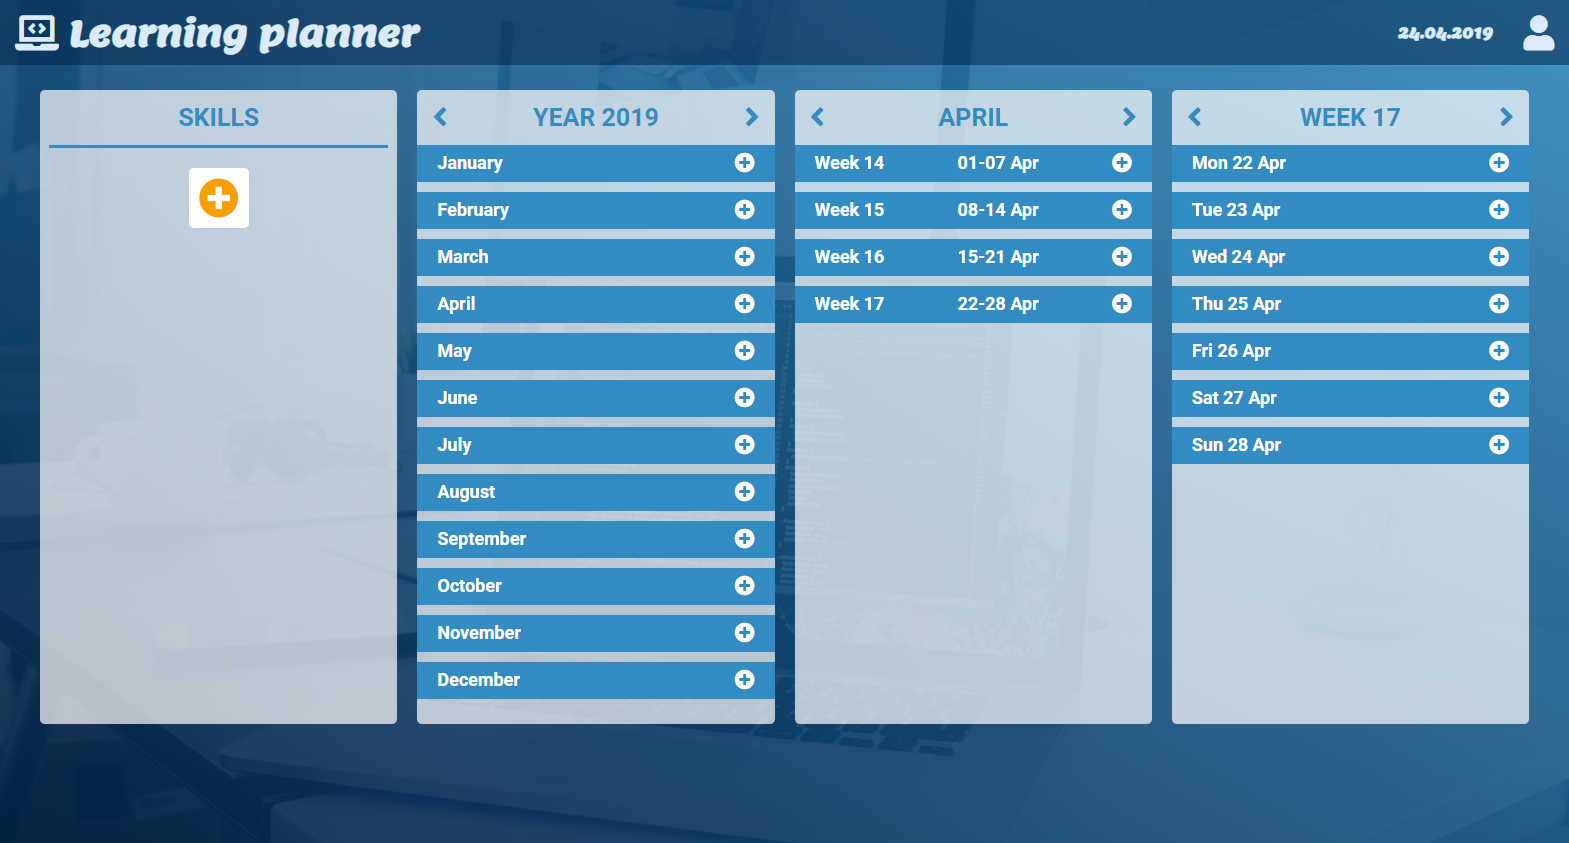 Learning planner
24.04.2019
SKILLS
YEAR 2019
January
February
March
April
May
June
July
August
September
October
November
December
APRIL
Week 14 01-07 Apr
Week 15 08-14 Apr
Week 16 15-21 Apr
Week 17 22-28 Apr
WEEK 17
Mon 22 Apr
Tue 23 Apr
Wed 24 Apr
Thu 25 Apr
Fri 26 Apr
Sat 27 Apr
Sun 28 Apr